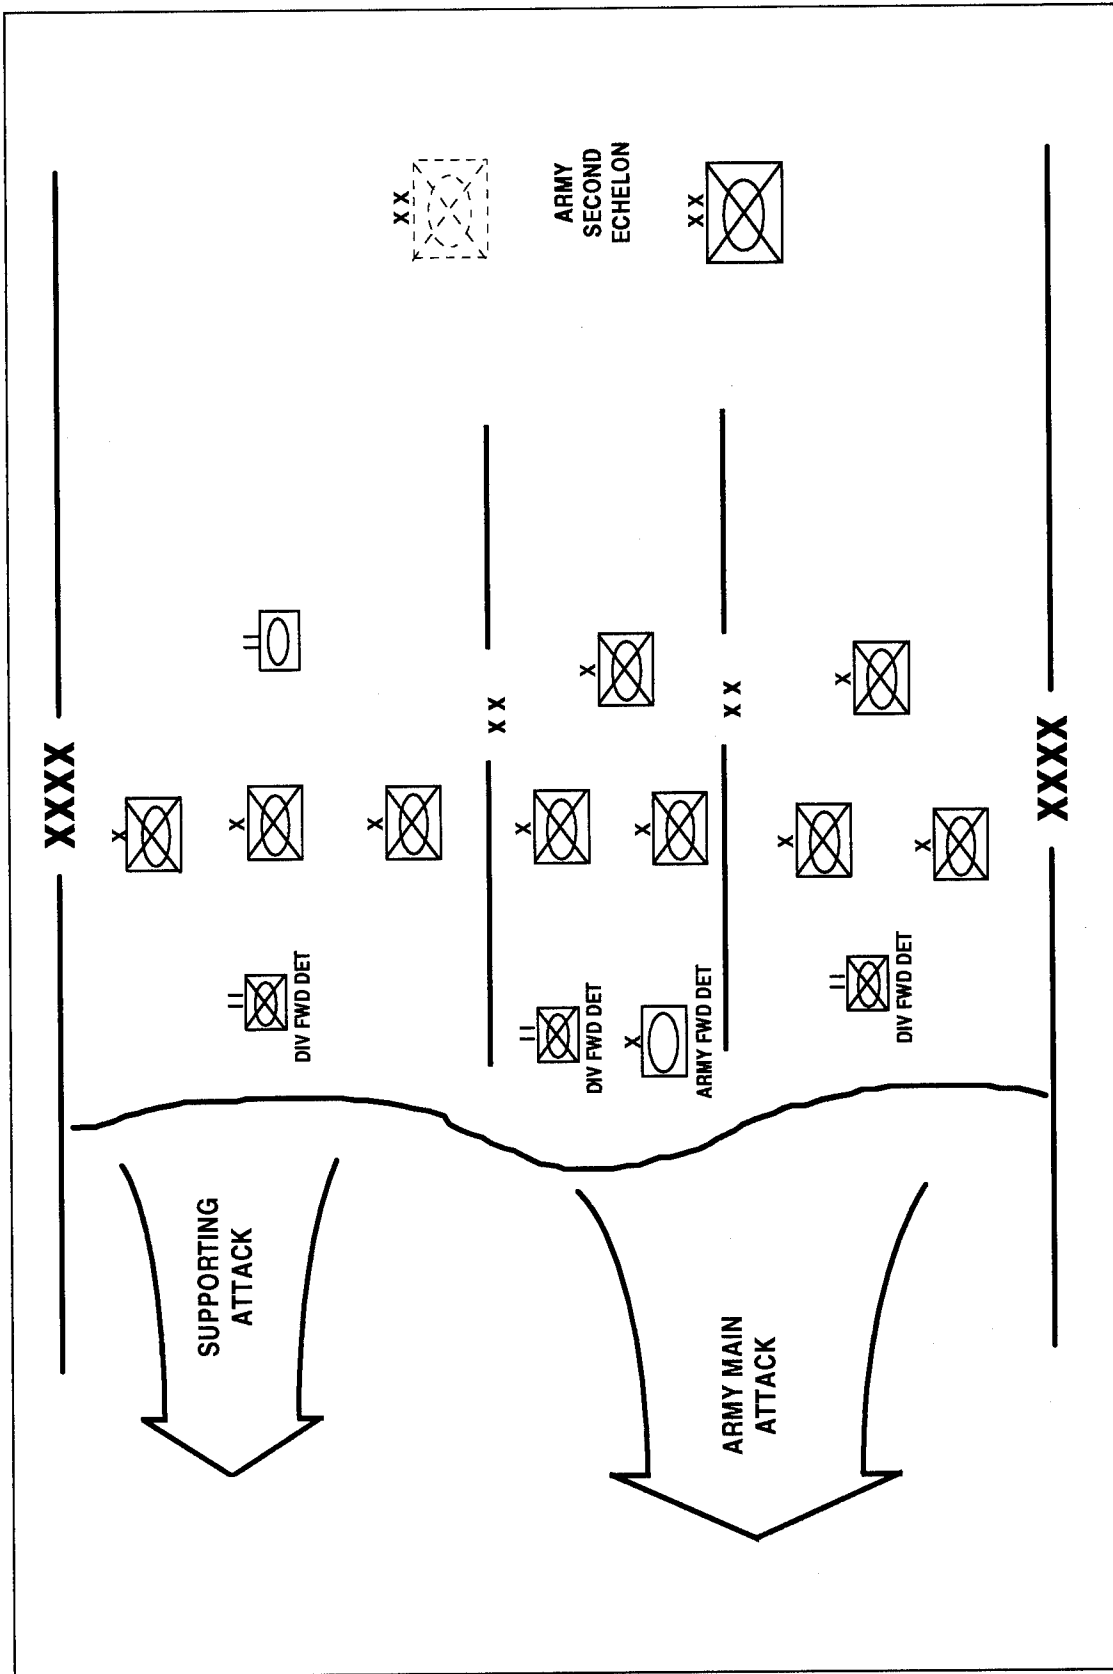 XXXX
X
II
X
II
SUPPORTING
ATTACK
DIV FWD DET
X
XX
XX
II
X
X
ARMY
SECOND
ECHELON
DIV FWD DET
X
X
XX
ARMY FWD DET
XX
ARMY MAIN
ATTACK
X
II
X
DIV FWD DET
X
XXXX